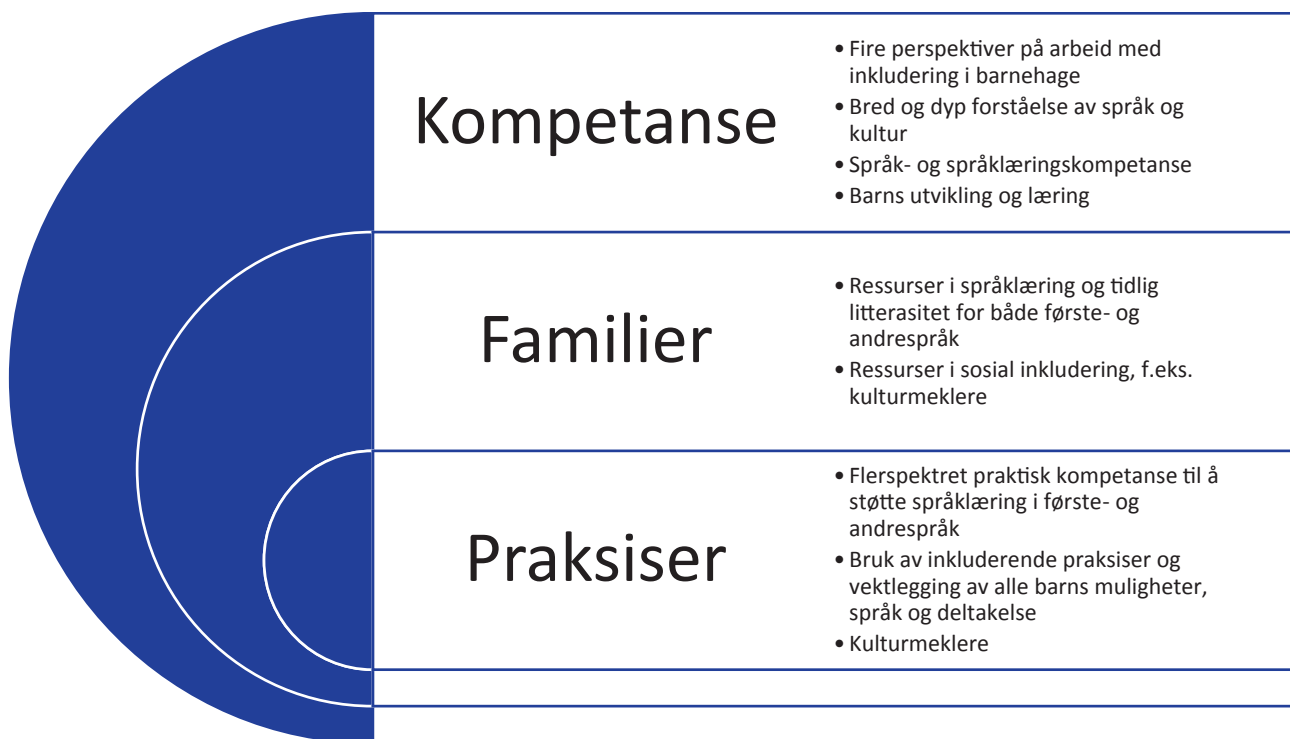 Kompetanse
• Fire perspektiver på arbeid med
inkludering i barnehage
• Bred og dyp forståelse av språk og
kultur
• Språk- og språklæringskompetanse
• Barns utvikling og læring
Familier
• Ressurser i språklæring og tidlig
litterasitet for både første- og
andrespråk
• Ressurser i sosial inkludering, f.eks.
kulturmeklere
Praksiser
• Flerspektret praktisk kompetanse til å
støtte språklæring i første- og
andrespråk
• Bruk av inkluderende praksiser og
vektlegging av alle barns muligheter,
språk og deltakelse
• Kulturmeklere